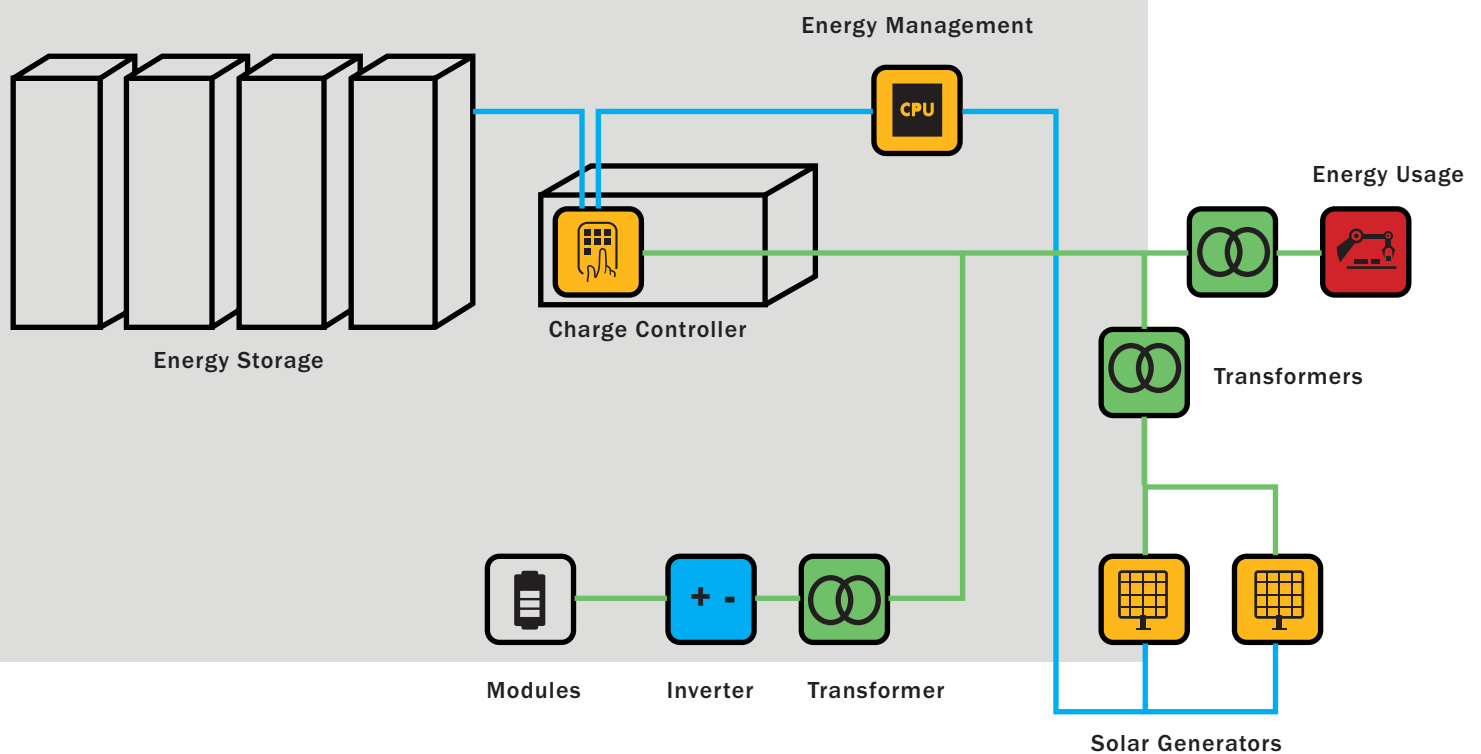 Energy Management
CPU
Energy Usage
Charge Controller
Energy Storage
Transformers
+ -
Modules
Inverter
Transformer
Solar Generators